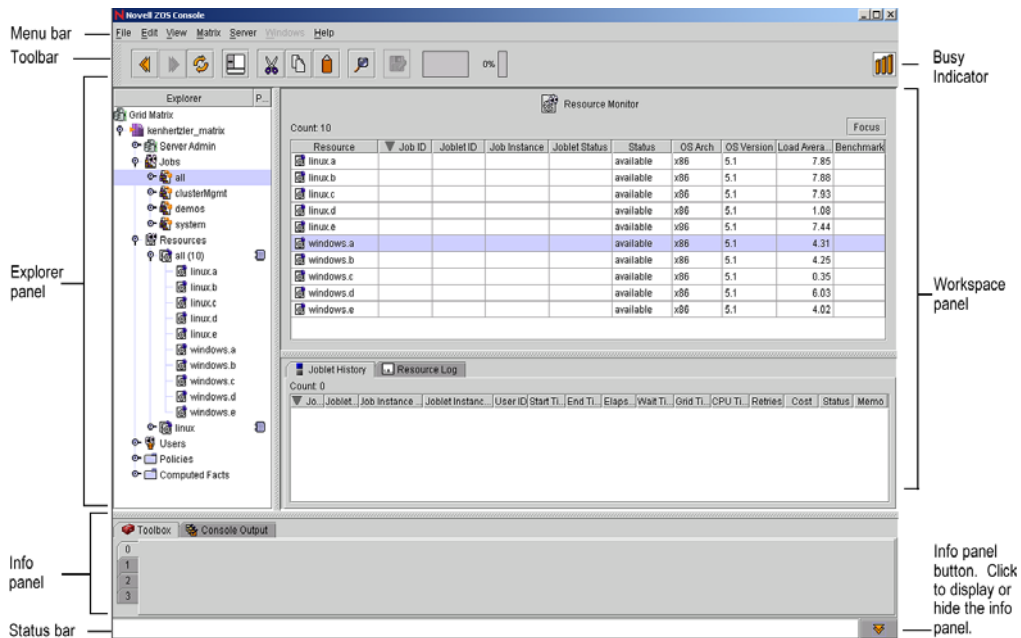 Novell ZOS Console
File Edit View Matrix Server Windows Help
Menu bar
Toolbar
0%
Busy
Indicator
Explorer P...
Grid Matrix
kenhertzler_matrix
Server Admin
Jobs
all
clusterMgmt
demos
system
Resources
all (10)
linux.a
linux.b
linux.c
linux.d
linux.e
windows.a
windows.b
windows.c
windows.d
windows.e
linux
Users
Policies
Computed Facts
Explorer
panel
Resource Monitor
Count: 10 Focus
Resource Job ID Joblet ID Job Instance Joblet Status Status OS Arch OS Version Load Avera... Benchmark
linux.a available x86 5.1 7.85
linux.b available x86 5.1 7.88
linux.c available x86 5.1 7.93
linux.d available x86 5.1 1.08
linux.e available x86 5.1 7.44
windows.a available x86 5.1 4.31
windows.b available x86 5.1 4.25
windows.c available x86 5.1 0.35
windows.d available x86 5.1 6.03
windows.e available x86 5.1 4.02
Workspace
panel
Joblet History Resource Log
Count: 0
Jo... Joblet... Job Instance ... Joblet Instanc... User ID Start Ti... End Ti... Elaps... Wait Ti... Grid Ti... CPU Ti... Retries Cost Status Memo
Toolbox Console Output
0
1
2
3
Info
panel
Status bar
Info panel
button. Click
to display or
hide the info
panel.